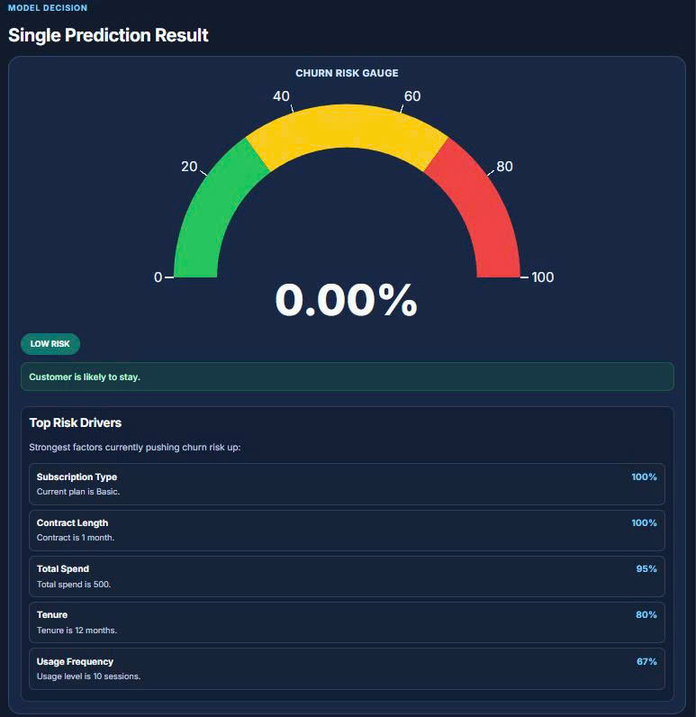 MODEL DECISION
Single Prediction Result
CHURN RISK GAUGE
40 60
20 80
0 100
0.00%
LOW RISK
Customer is likely to stay.
Top Risk Drivers
Strongest factors currently pushing churn risk up:
Subscription Type 100%
Current plan is Basic.
Contract Length 100%
Contract is 1 month.
Total Spend 95%
Total spend is 500.
Tenure 80%
Tenure is 12 months.
Usage Frequency 67%
Usage level is 10 sessions.